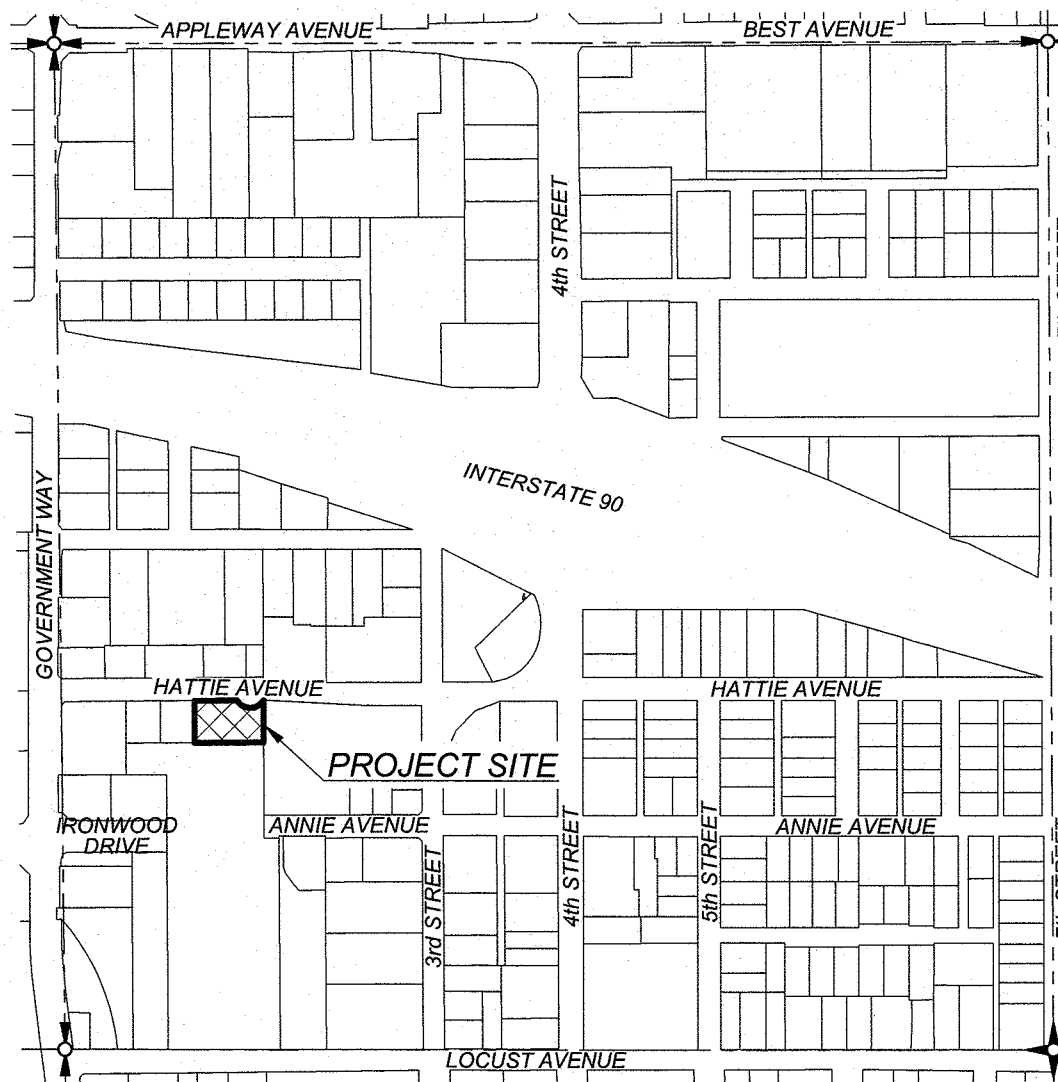 APPLEWAY AVENUE
BEST AVENUE
4th STREET
INTERSTATE 90
GOVERNMENT WAY
HATTIE AVENUE
HATTIE AVENUE
PROJECT SITE
IRONWOOD
DRIVE
ANNIE AVENUE
ANNIE AVENUE
3rd STREET
4th STREET
5th STREET
LOCUST AVENUE